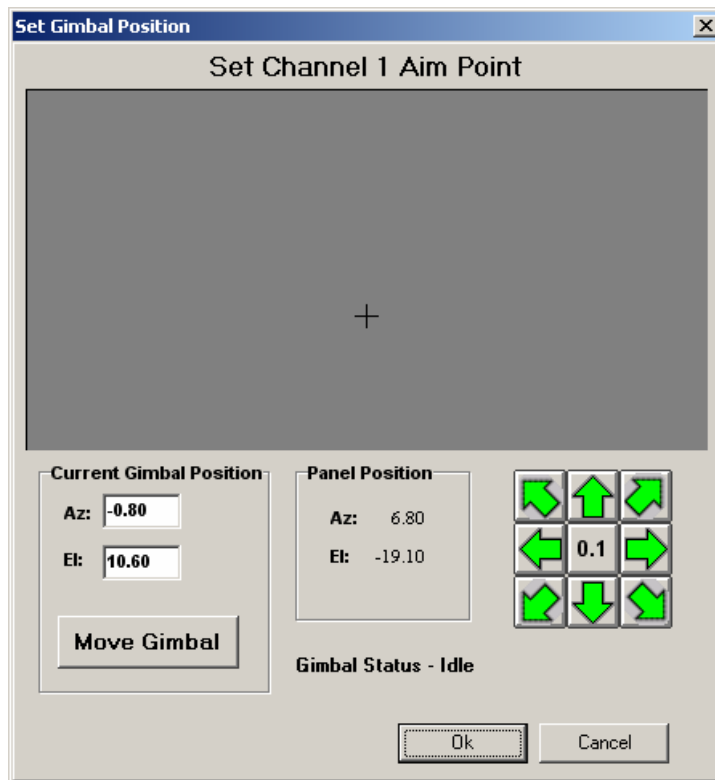 Set Gimbal Position
Set Channel 1 Aim Point
Current Gimbal Position
Az: -0.80
El: 10.60
Move Gimbal
Panel Position
Az: 6.80
El: -19.10
0.1
Gimbal Status - Idle
Ok
Cancel